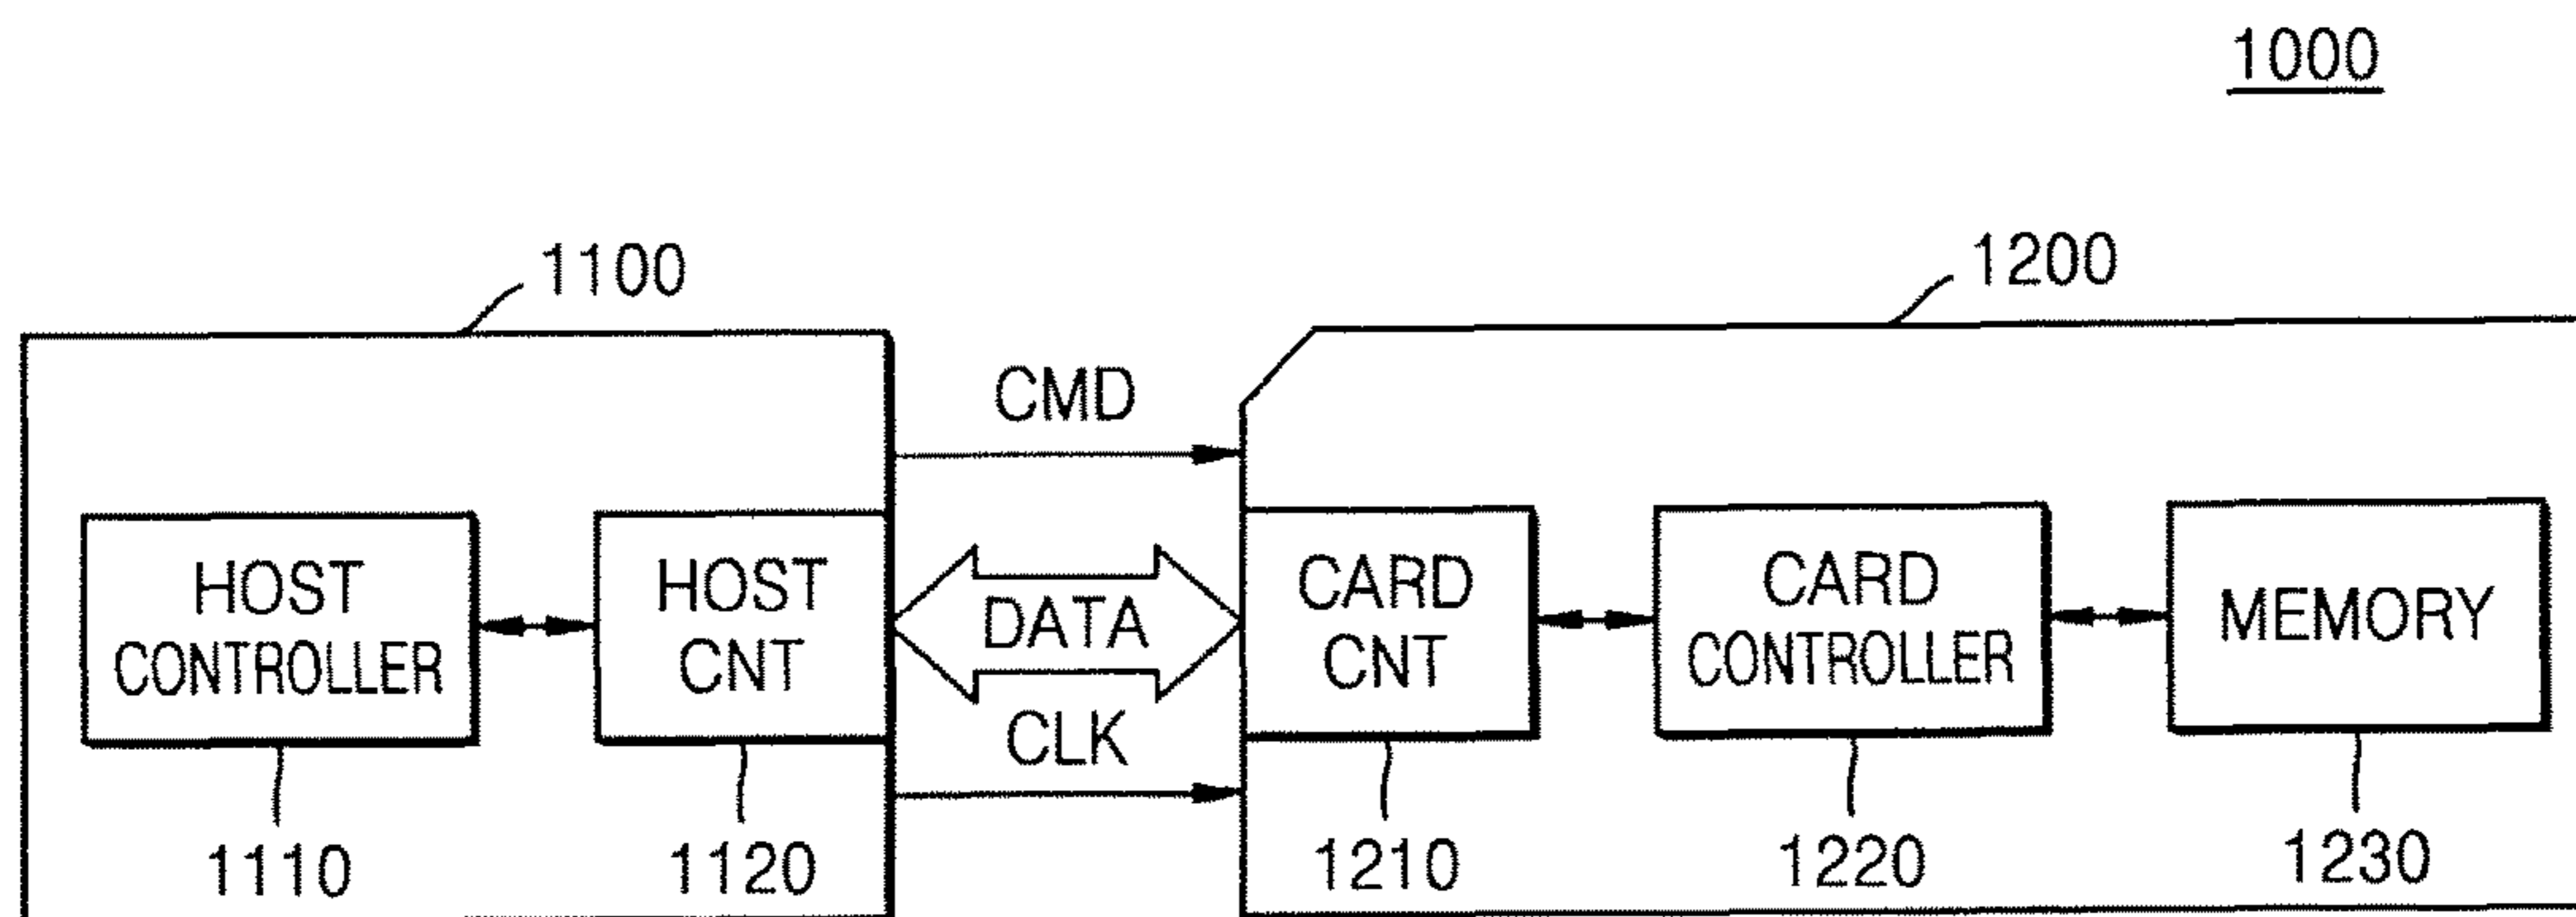 1000
1100
1200
CMD
HOST
CONTROLLER
HOST
CNT
DATA
CARD
CNT
CARD
CONTROLLER
MEMORY
CLK
1110
1120
1210
1220
1230